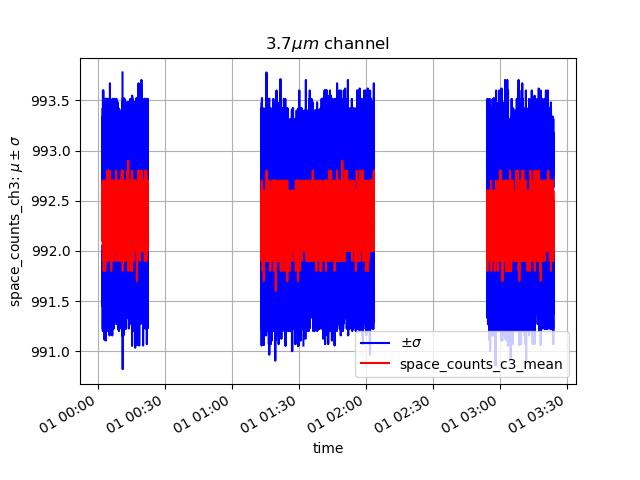 3.7μm channel
space_counts_ch3: μ ± σ
993.5
993.0
992.5
992.0
991.5
991.0
±σ
space_counts_c3_mean
01 00:00
01 00:30
01 01:00
01 01:30
01 02:00
01 02:30
01 03:00
01 03:30
time